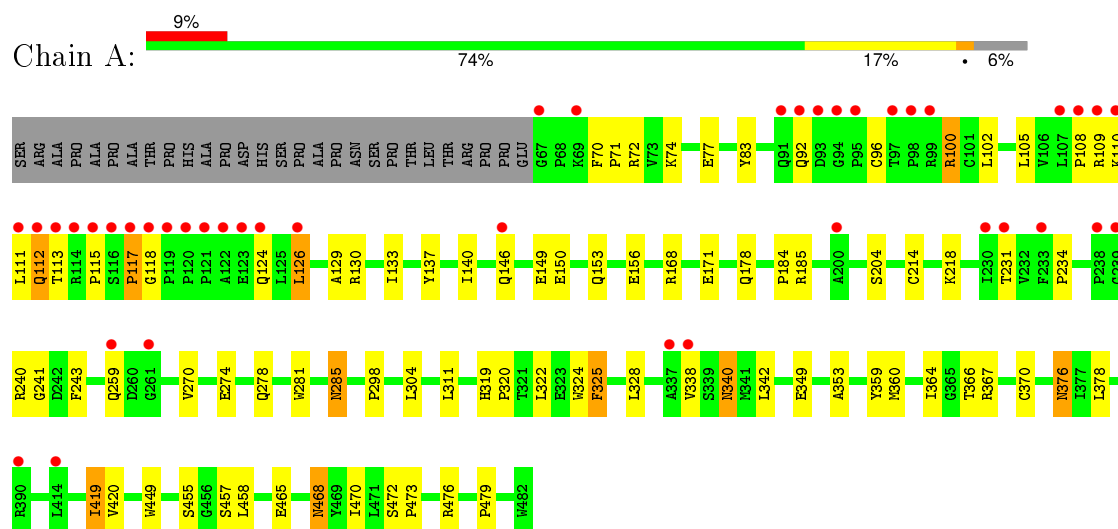 9%
Chain A:
74% 17% • 6%
SER ARG ALA PRO ALA PRO ALA THR PRO HIS ALA PRO ASP HIS SER PRO ALA PRO ASN SER PRO THR LEU THR ARG PRO PRO GLU G67 P68 K69 F70 P71 R72 V73 K74 E77 Y83 Q91 Q92 D93 G94 P95 C96 T97 P98 R99 R100 C101 L102 L105 V106 L107 P108 R109 K110
L111 Q112 T113 R114 P115 S116 P117 G118 P119 P120 P121 A122 E123 Q124 L125 L126 A129 R130 I133 Y137 I140 Q146 E149 E150 Q153 E156 R168 E171 Q178 P184 R185 A200 S204 C214 K218 I230 T231 V232 F233 P234 P238 G239
R240 G241 D242 F243 Q259 D260 G261 V270 E274 Q278 W281 N285 P298 L304 L311 H319 P320 T321 L322 E323 W324 F325 L328 A337 V338 S339 N340 M341 L342 E349 A353 Y359 M360 I364 G365 T366 R367 C370 N376 I377 L378
R390 L414 I419 V420 W449 S455 G456 S457 L458 E465 N468 Y469 I470 L471 S472 P473 R476 P479 W482